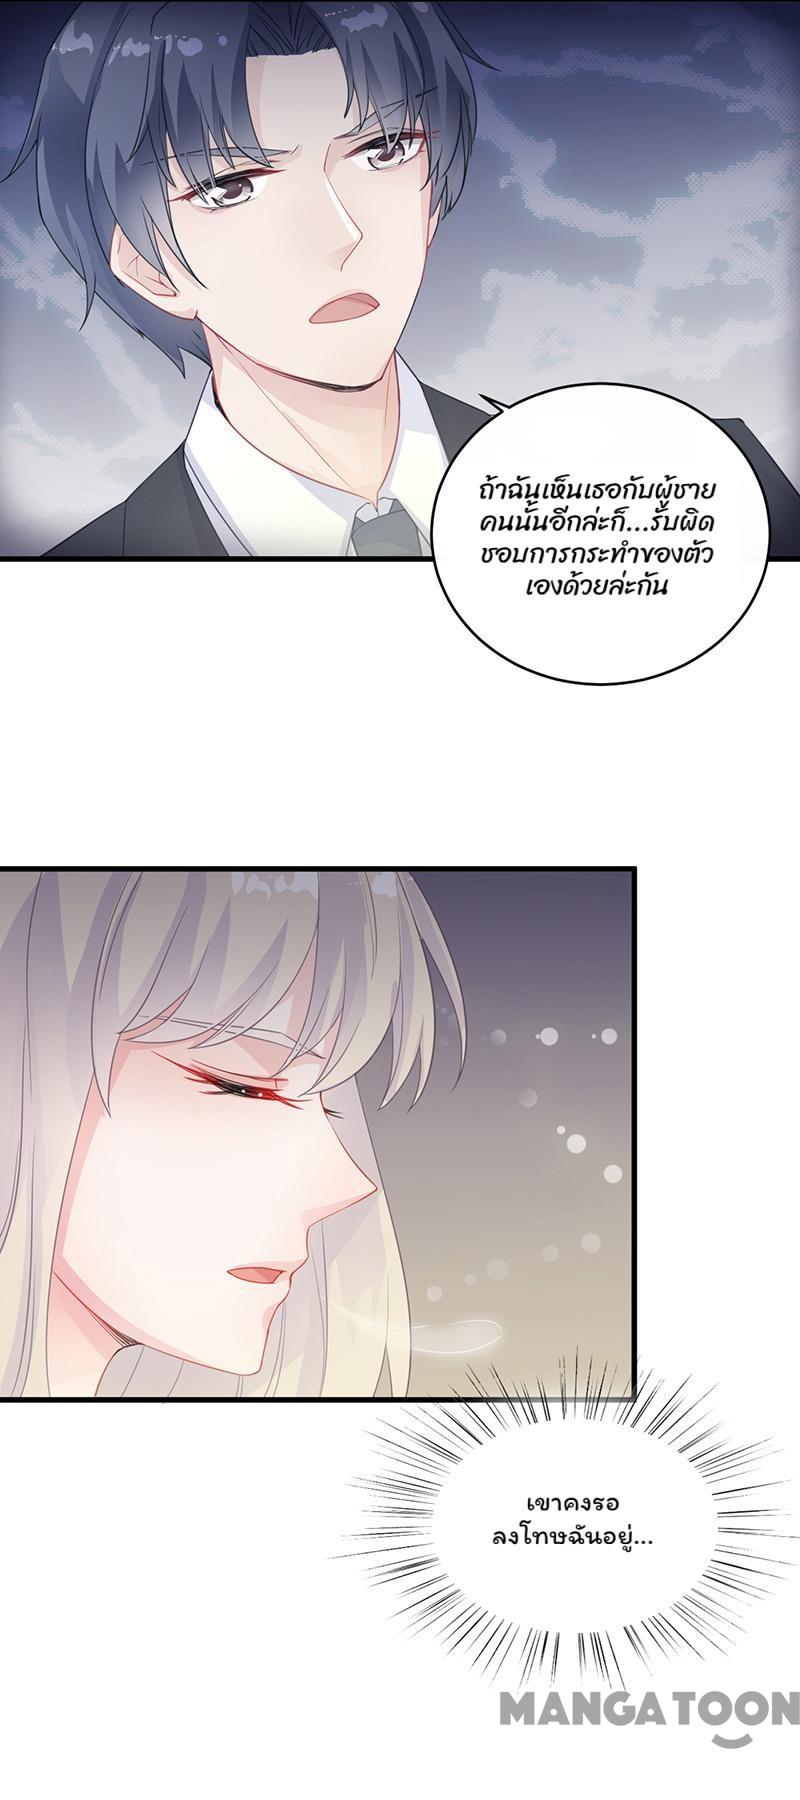 ถ้าฉันเห็นเธอกับผู้ชาย
คนนั้นอีกล่ะก็...รับผิด
ชอบการกระทำของตัว
เองด้วยล่ะกัน
เขาคงรอ
ลงโทษฉันอยู่...
MANGATOON